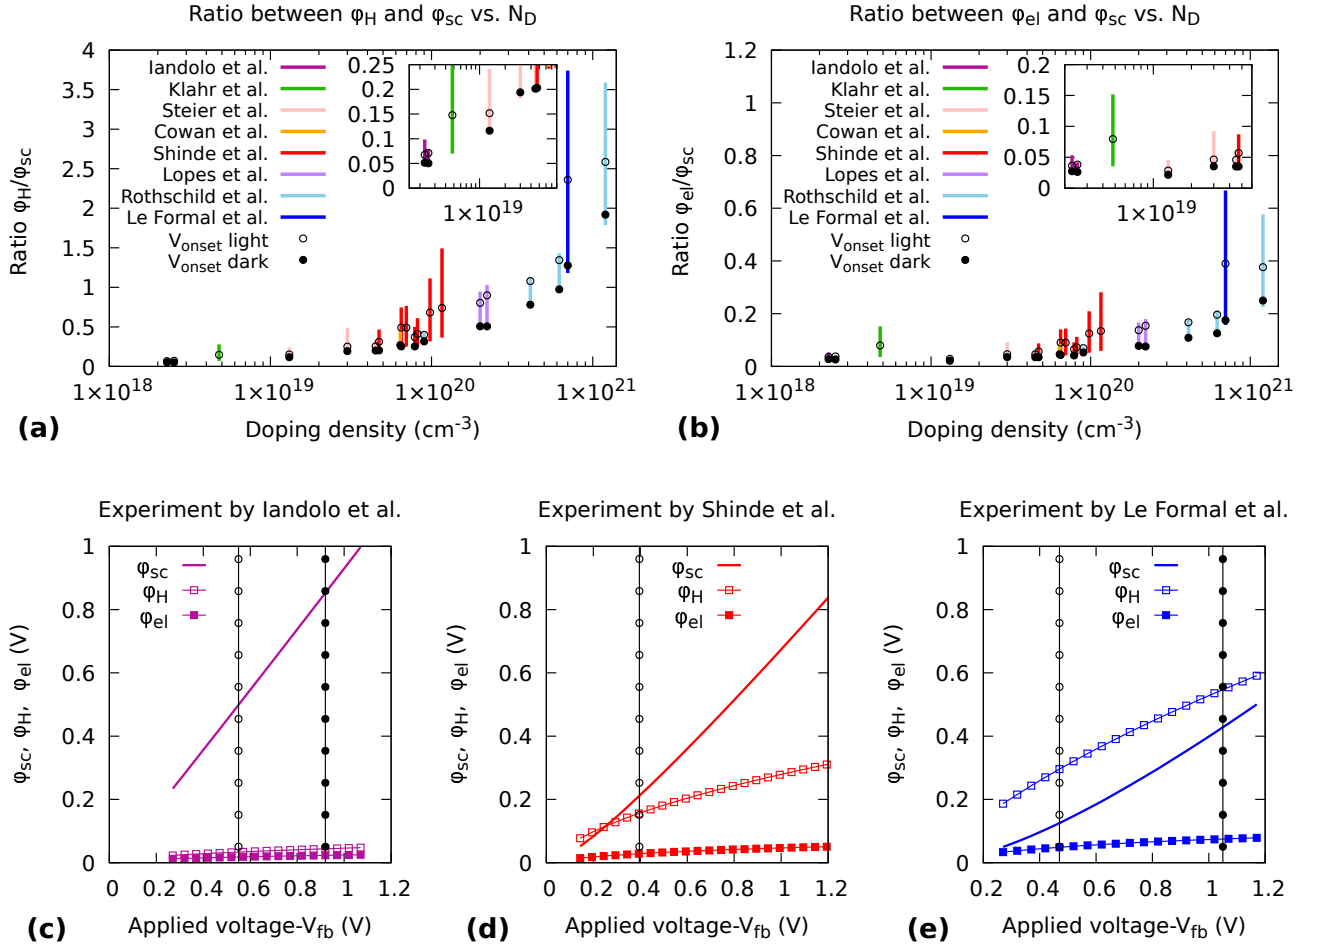 Ratio between φH and φsc vs. ND
Ratio φH/φsc
4
3.5
3
2.5
2
1.5
1
0.5
0
Iandolo et al.
Klahr et al.
Steier et al.
Cowan et al.
Shinde et al.
Lopes et al.
Rothschild et al.
Le Formal et al.
Vonset light
Vonset dark
0.25
0.2
0.15
0.1
0.05
0
1×10^19
1×10^18
1×10^19
1×10^20
1×10^21
(a)
Doping density (cm^-3)
Ratio between φel and φsc vs. ND
Ratio φel/φsc
1.2
1
0.8
0.6
0.4
0.2
0
Iandolo et al.
Klahr et al.
Steier et al.
Cowan et al.
Shinde et al.
Lopes et al.
Rothschild et al.
Le Formal et al.
Vonset light
Vonset dark
0.2
0.15
0.1
0.05
0
1×10^19
1×10^18
1×10^19
1×10^20
1×10^21
(b)
Doping density (cm^-3)
Experiment by Iandolo et al.
φsc, φH, φel (V)
1
0.8
0.6
0.4
0.2
0
φsc
φH
φel
0 0.2 0.4 0.6 0.8 1 1.2
(c)
Applied voltage-Vfb (V)
Experiment by Shinde et al.
φsc, φH, φel (V)
1
0.8
0.6
0.4
0.2
0
φsc
φH
φel
0 0.2 0.4 0.6 0.8 1 1.2
(d)
Applied voltage-Vfb (V)
Experiment by Le Formal et al.
φsc, φH, φel (V)
1
0.8
0.6
0.4
0.2
0
φsc
φH
φel
0.2 0.4 0.6 0.8 1 1.2
(e)
Applied voltage-Vfb (V)